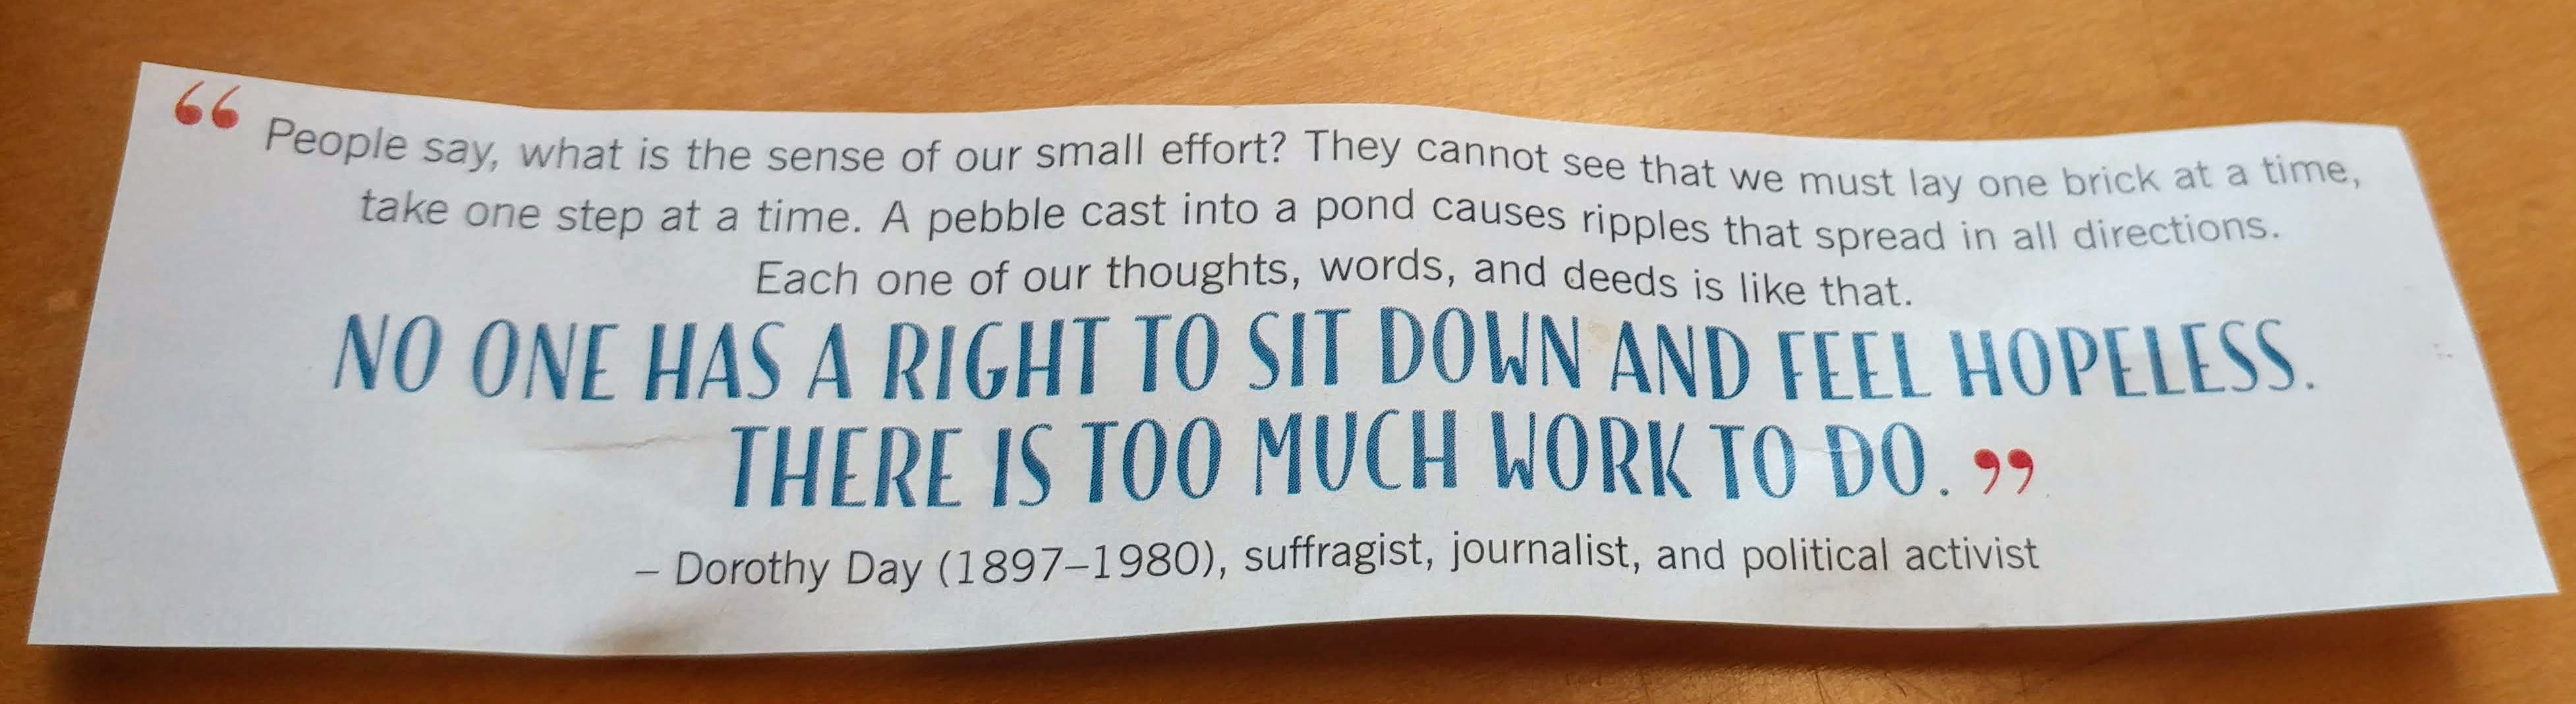 “People say, what is the sense of our small effort? They cannot see that we must lay one brick at a time,
take one step at a time. A pebble cast into a pond causes ripples that spread in all directions.
Each one of our thoughts, words, and deeds is like that.
NO ONE HAS A RIGHT TO SIT DOWN AND FEEL HOPELESS.
THERE IS TOO MUCH WORK TO DO.”
– Dorothy Day (1897–1980), suffragist, journalist, and political activist